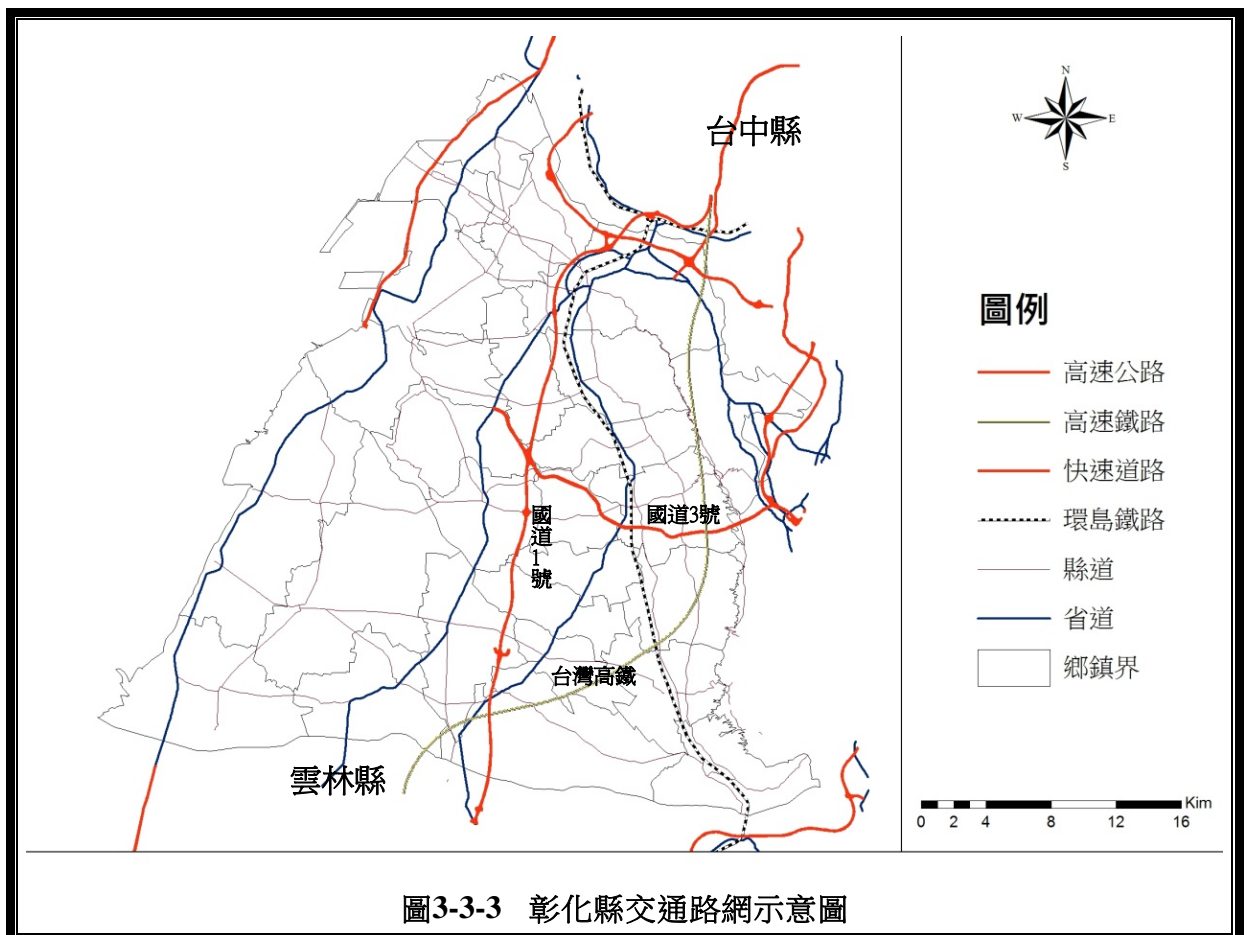 台中縣
N
W
E
S
圖例
高速公路
高速鐵路
快速道路
環島鐵路
縣道
省道
鄉鎮界
國道1號
國道3號
台灣高鐵
雲林縣
Kim
0 2 4 8 12 16
圖3-3-3 彰化縣交通路網示意圖